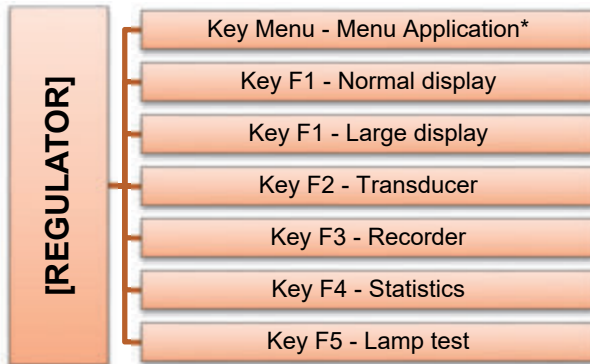 [REGULATOR]
Key Menu - Menu Application*
Key F1 - Normal display
Key F1 - Large display
Key F2 - Transducer
Key F3 - Recorder
Key F4 - Statistics
Key F5 - Lamp test